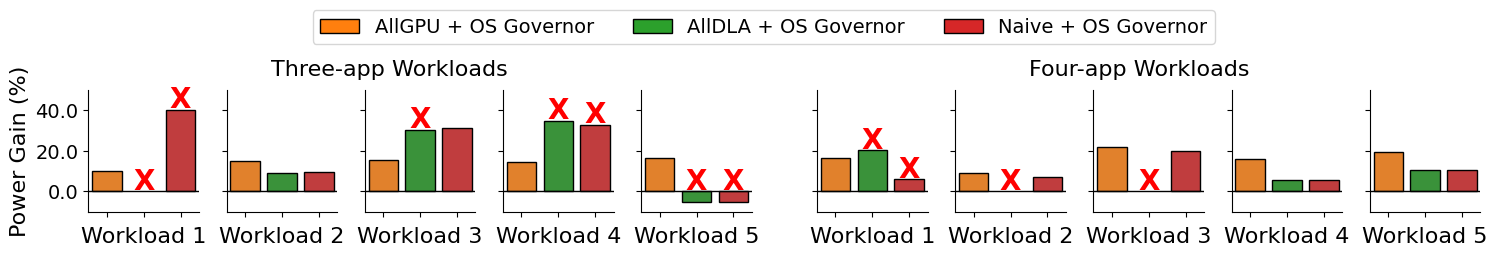 AllGPU + OS Governor AllDLA + OS Governor Naive + OS Governor
Three-app Workloads Four-app Workloads
Power Gain (%)
40.0
20.0
0.0
X X X X X X X X X X X
Workload 1 Workload 2 Workload 3 Workload 4 Workload 5 Workload 1 Workload 2 Workload 3 Workload 4 Workload 5